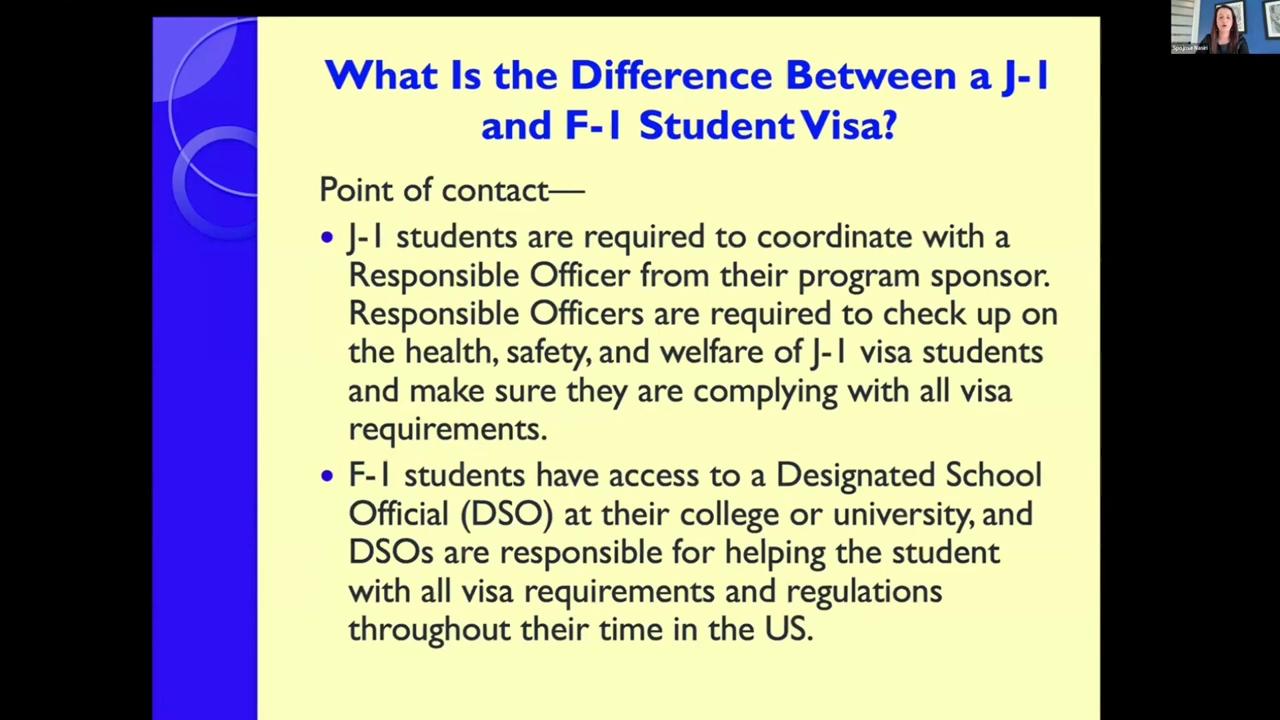 What Is the Difference Between a J-1
and F-1 Student Visa?
Point of contact—
• J-1 students are required to coordinate with a
Responsible Officer from their program sponsor.
Responsible Officers are required to check up on
the health, safety, and welfare of J-1 visa students
and make sure they are complying with all visa
requirements.
• F-1 students have access to a Designated School
Official (DSO) at their college or university, and
DSOs are responsible for helping the student
with all visa requirements and regulations
throughout their time in the US.
Spojmie Nasiri